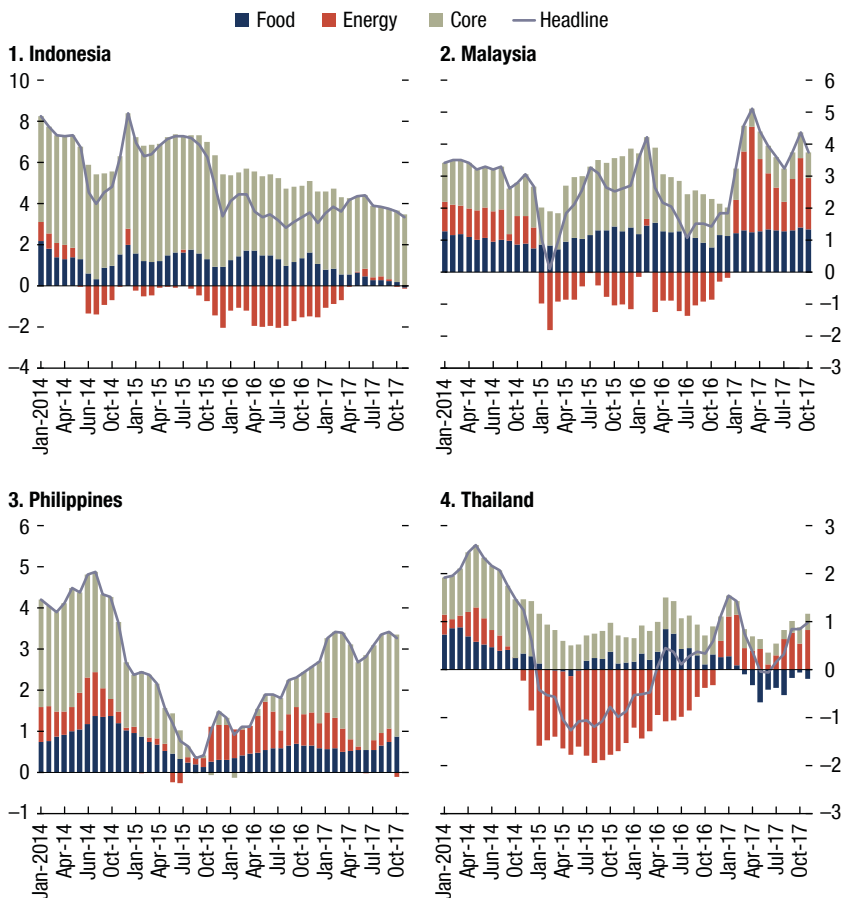 Food Energy Core Headline
1. Indonesia
10
8
6
4
2
0
–2
–4
Jan-2014
Apr-14
Jun-14
Oct-14
Jan-15
Apr-15
Jul-15
Oct-15
Jan-16
Apr-16
Jul-16
Oct-16
Jan-17
Apr-17
Jul-17
Oct-17
2. Malaysia
6
5
4
3
2
1
0
–1
–2
–3
Jan-2014
Apr-14
Jun-14
Oct-14
Jan-15
Apr-15
Jul-15
Oct-15
Jan-16
Apr-16
Jul-16
Oct-16
Jan-17
Apr-17
Jul-17
Oct-17
3. Philippines
6
5
4
3
2
1
0
–1
Jan-2014
Apr-14
Jun-14
Oct-14
Jan-15
Apr-15
Jul-15
Oct-15
Jan-16
Apr-16
Jul-16
Oct-16
Jan-17
Apr-17
Jul-17
Oct-17
4. Thailand
3
2
1
0
–1
–2
–3
Jan-2014
Apr-14
Jun-14
Oct-14
Jan-15
Apr-15
Jul-15
Oct-15
Jan-16
Apr-16
Jul-16
Oct-16
Jan-17
Apr-17
Jul-17
Oct-17